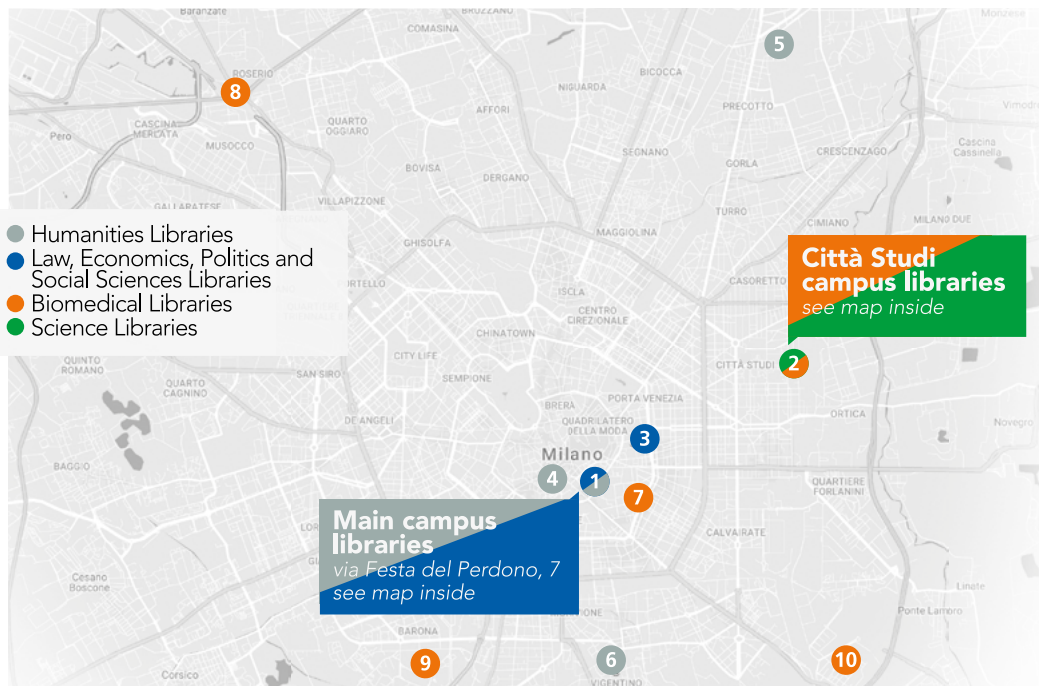 Baranzate
BRUZZANO
COMASINA
Monzese
5
ROSERIO
8
BICOCCA
NIGUARDA
PRECOTTO
Vimodro
AFFORI
CASCINA
MERLATA
Pero
QUARTO
OGGIARO
MUSOCCO
Cascina
Cassinella
SEGNANO
CRESCENZAGO
BOVISA
GORLA
DERGANO
GALLARATESE
VILLAPIZZONE
TURRO
CIMIANO
MILANO DUE
MAGGIOLINA
GHISOLFA
Humanities Libraries
Law, Economics, Politics and
Social Sciences Libraries
Biomedical Libraries
Science Libraries
Città Studi
campus libraries
see map inside
CASORETTO
PORTELLO
ISOLA
CENTRO
DIREZIONALE
CHINATOWN
QUINTO
ROMANO
CITY LIFE
CITTÀ STUDI
2
SAN SIRO
SEMPIONE
QUARTO
CAGNINO
BRERA
PORTA VENEZIA
DE ANGELI
QUADRILATERO
DELLA MODA
ORTICA
Novegro
3
Milano
BAGGIO
4
1
7
QUARTIERE
FORLANINI
Main campus
libraries
via Festa del Perdono, 7
see map inside
CALVAIRATE
Cesano
Boscone
Linate
Ponte Lamoro
BARONA
9
6
10
VIGENTINO
Corsico